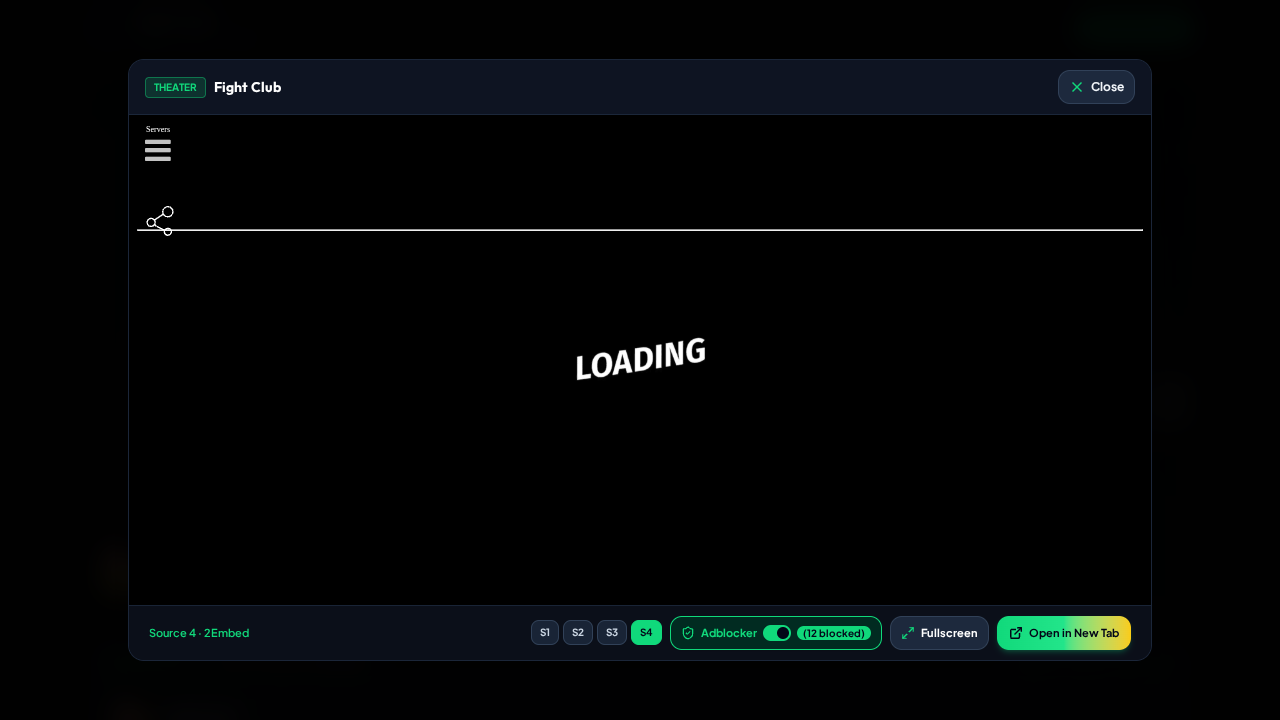 THEATER Fight Club
Close
Servers
LOADING
Source 4 · 2Embed
S1 S2 S3 S4
Adblocker (12 blocked)
Fullscreen
Open in New Tab